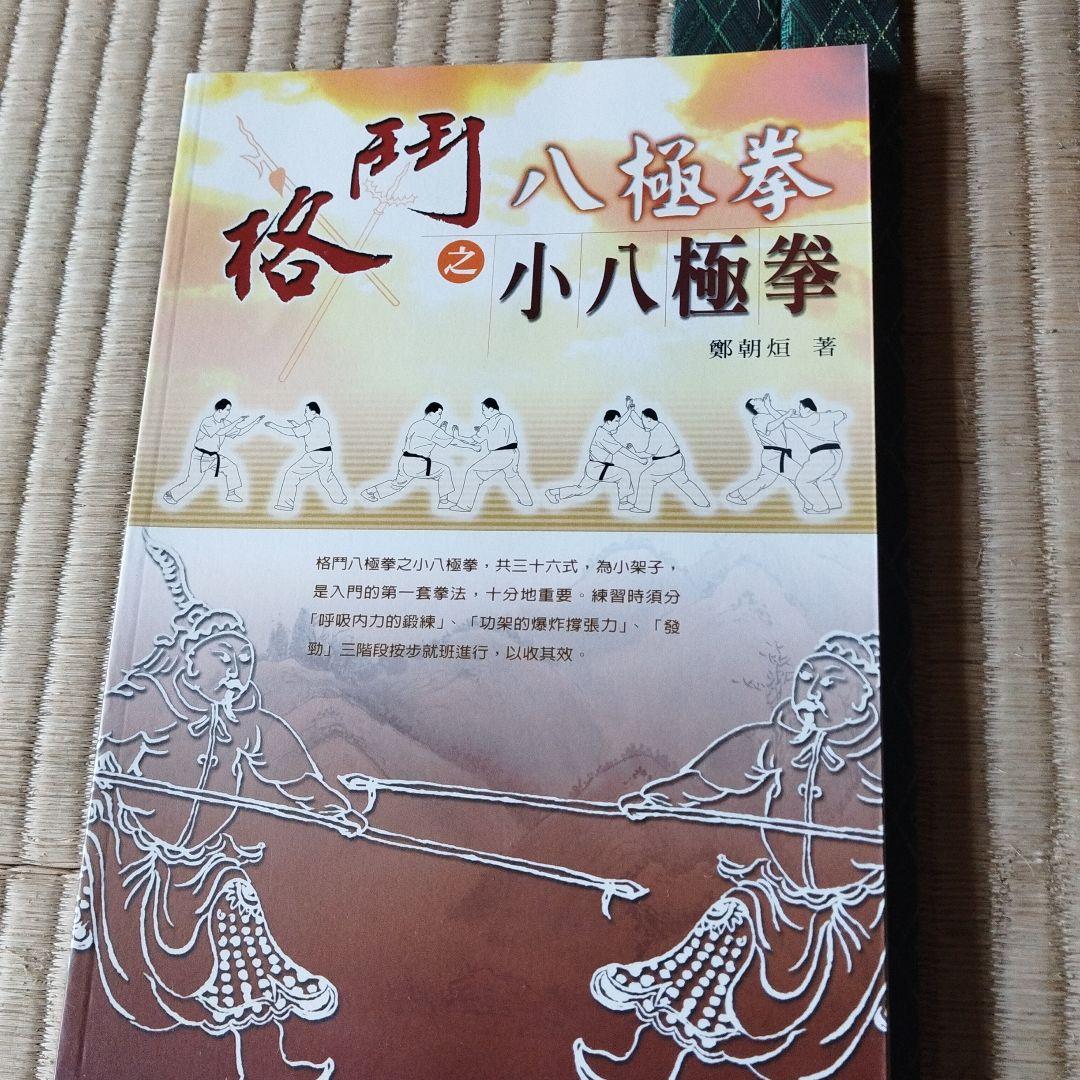 格鬥八極拳
之小八極拳
鄭朝烜 著
格鬥八極拳之小八極拳，共三十六式，為小架子，
是入門的第一套拳法，十分地重要。練習時須分
「呼吸內力的鍛練」、「功架的爆炸撐張力」、「發
勁」三階段按步就班進行，以收其效。